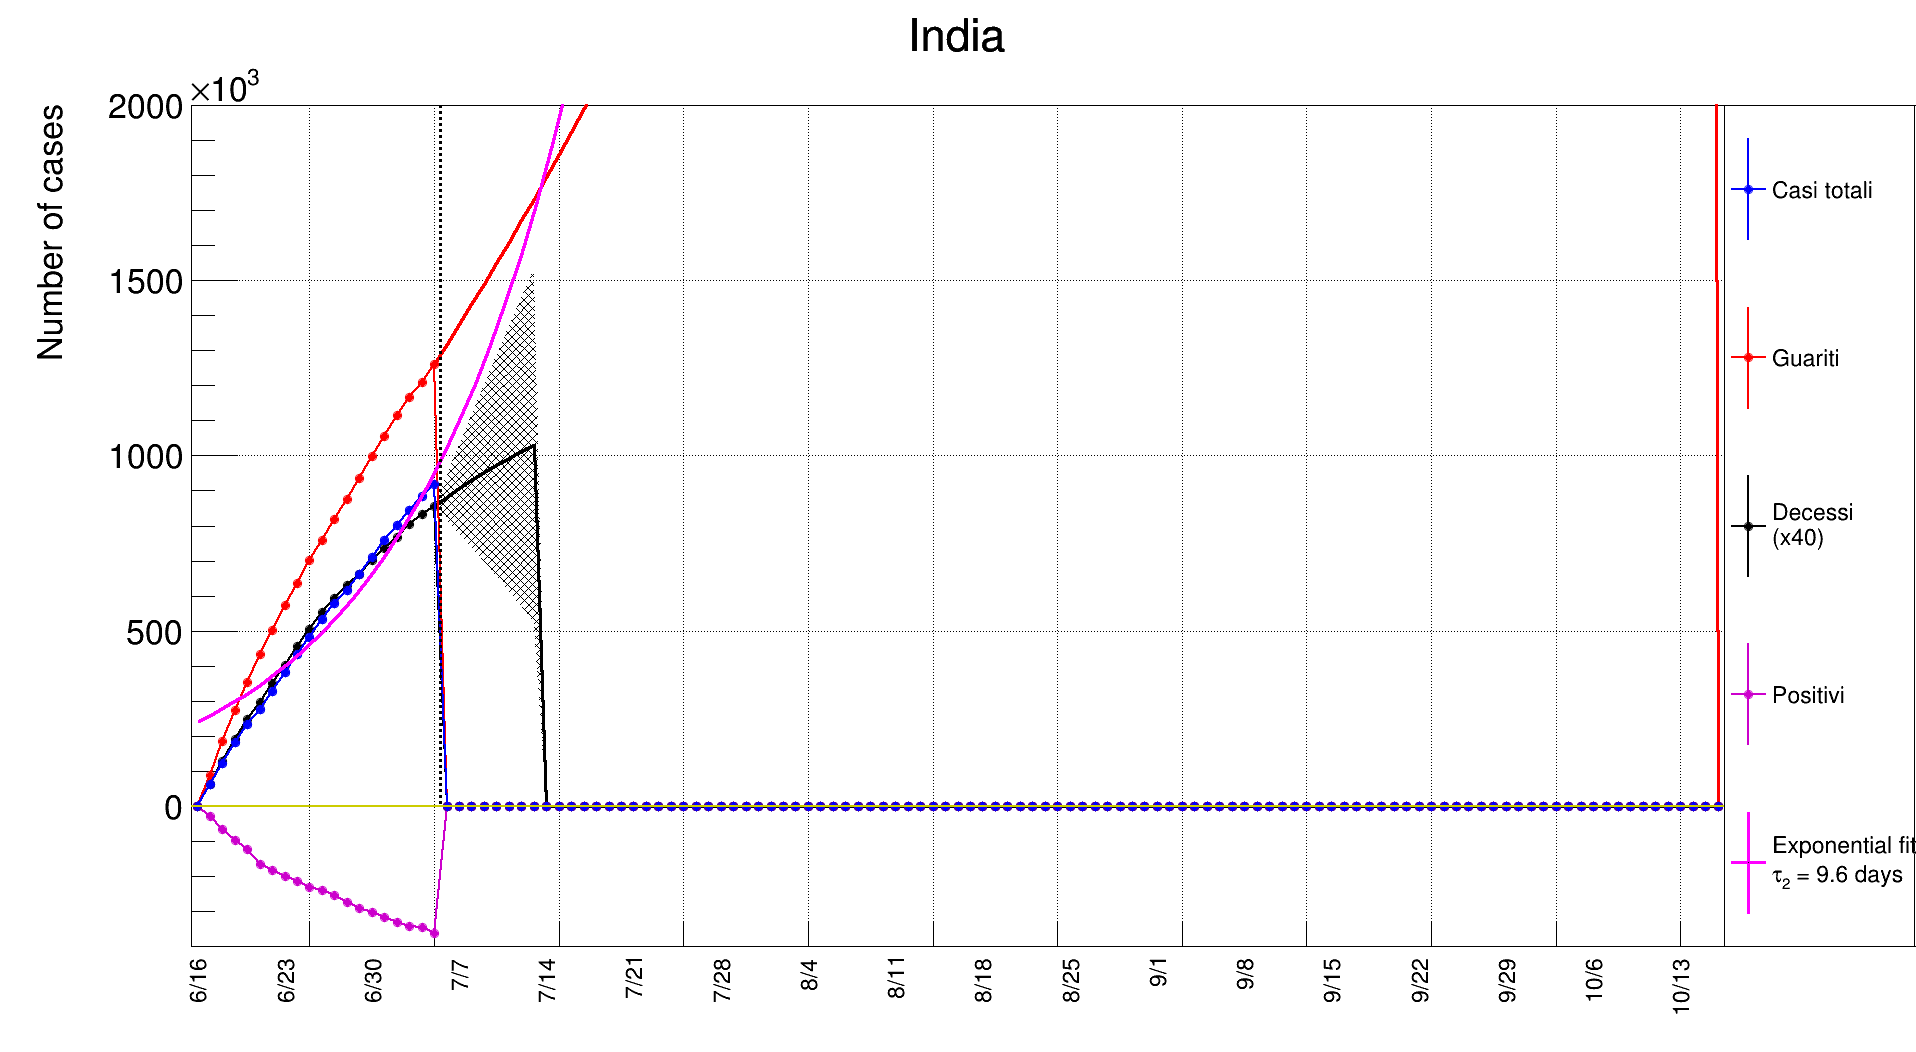 India
×10³
Number of cases
2000
1500
1000
500
0
6/16
6/23
6/30
7/7
7/14
7/21
7/28
8/4
8/11
8/18
8/25
9/1
9/8
9/15
9/22
9/29
10/6
10/13
Casi totali
Guariti
Decessi
(x40)
Positivi
Exponential fit
τ₂ = 9.6 days